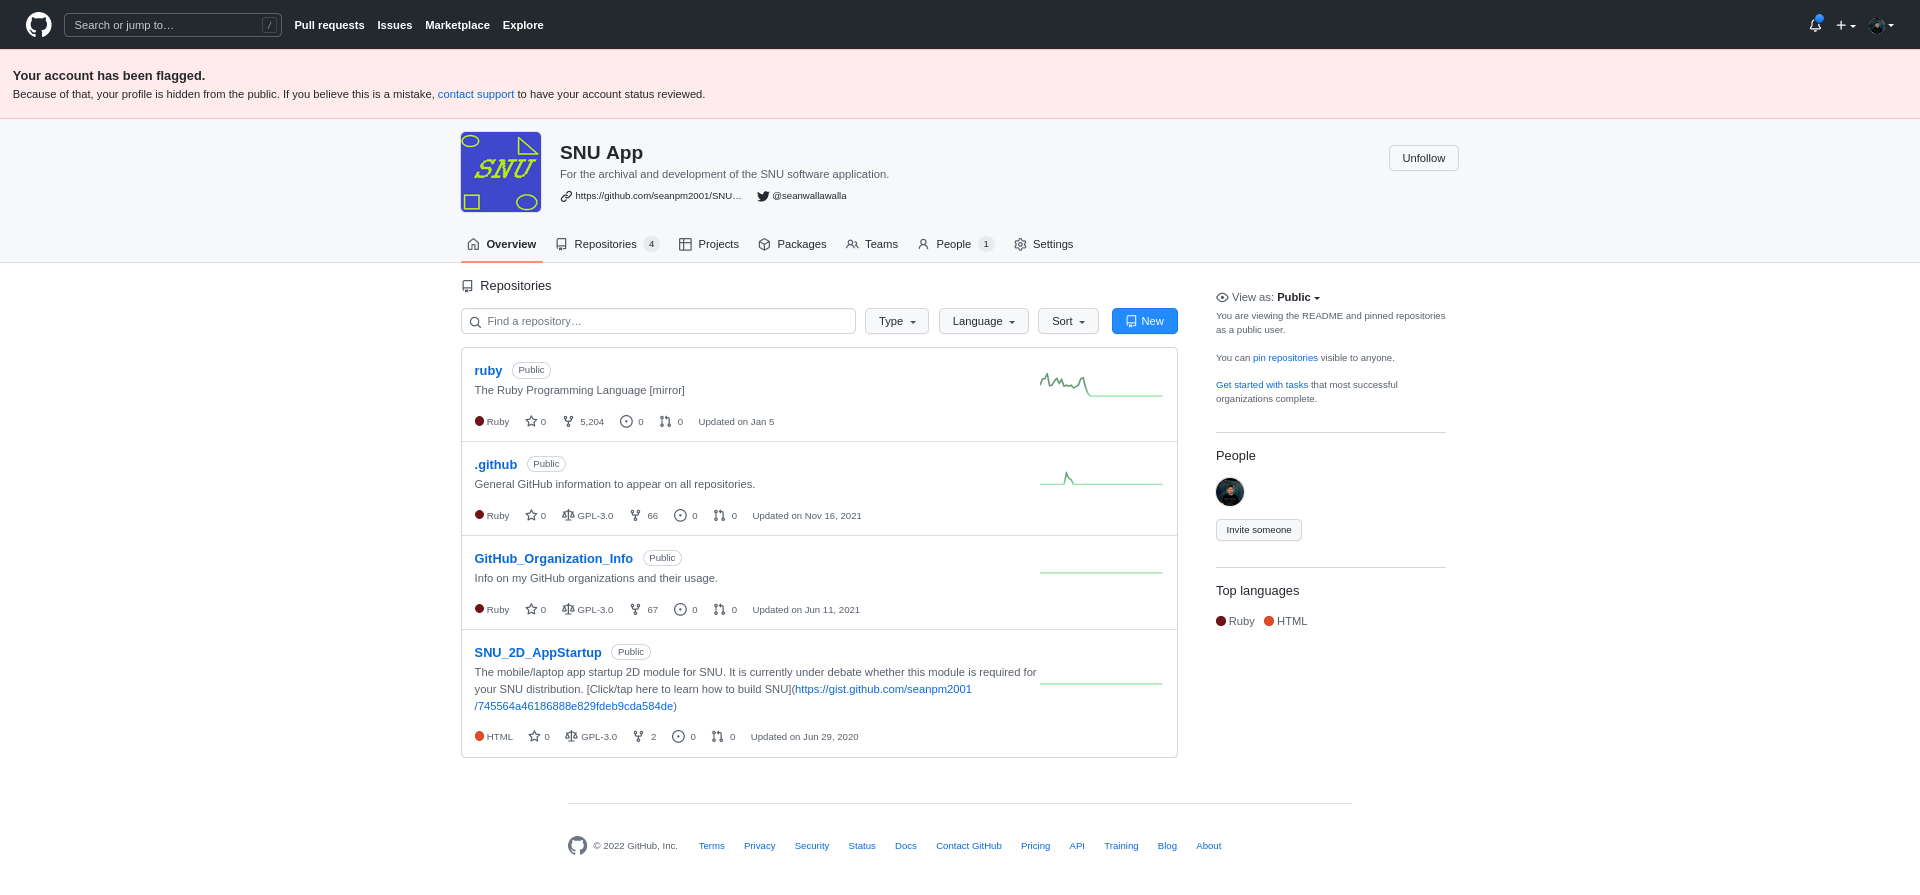 Search or jump to…
/
Pull requests Issues Marketplace Explore
Your account has been flagged.
Because of that, your profile is hidden from the public. If you believe this is a mistake, contact support to have your account status reviewed.
SNU
SNU App
For the archival and development of the SNU software application.
https://github.com/seanpm2001/SNU… @seanwallawalla
Unfollow
Overview Repositories 4 Projects Packages Teams People 1 Settings
Repositories
Find a repository… Type Language Sort New
ruby Public
The Ruby Programming Language [mirror]
Ruby 0 5,204 0 0 Updated on Jan 5
.github Public
General GitHub information to appear on all repositories.
Ruby 0 GPL-3.0 66 0 0 Updated on Nov 16, 2021
GitHub_Organization_Info Public
Info on my GitHub organizations and their usage.
Ruby 0 GPL-3.0 67 0 0 Updated on Jun 11, 2021
SNU_2D_AppStartup Public
The mobile/laptop app startup 2D module for SNU. It is currently under debate whether this module is required for
your SNU distribution. [Click/tap here to learn how to build SNU](https://gist.github.com/seanpm2001
/745564a46186888e829fdeb9cda584de)
HTML 0 GPL-3.0 2 0 0 Updated on Jun 29, 2020
View as: Public
You are viewing the README and pinned repositories
as a public user.
You can pin repositories visible to anyone.
Get started with tasks that most successful
organizations complete.
People
Invite someone
Top languages
Ruby HTML
© 2022 GitHub, Inc. Terms Privacy Security Status Docs Contact GitHub Pricing API Training Blog About